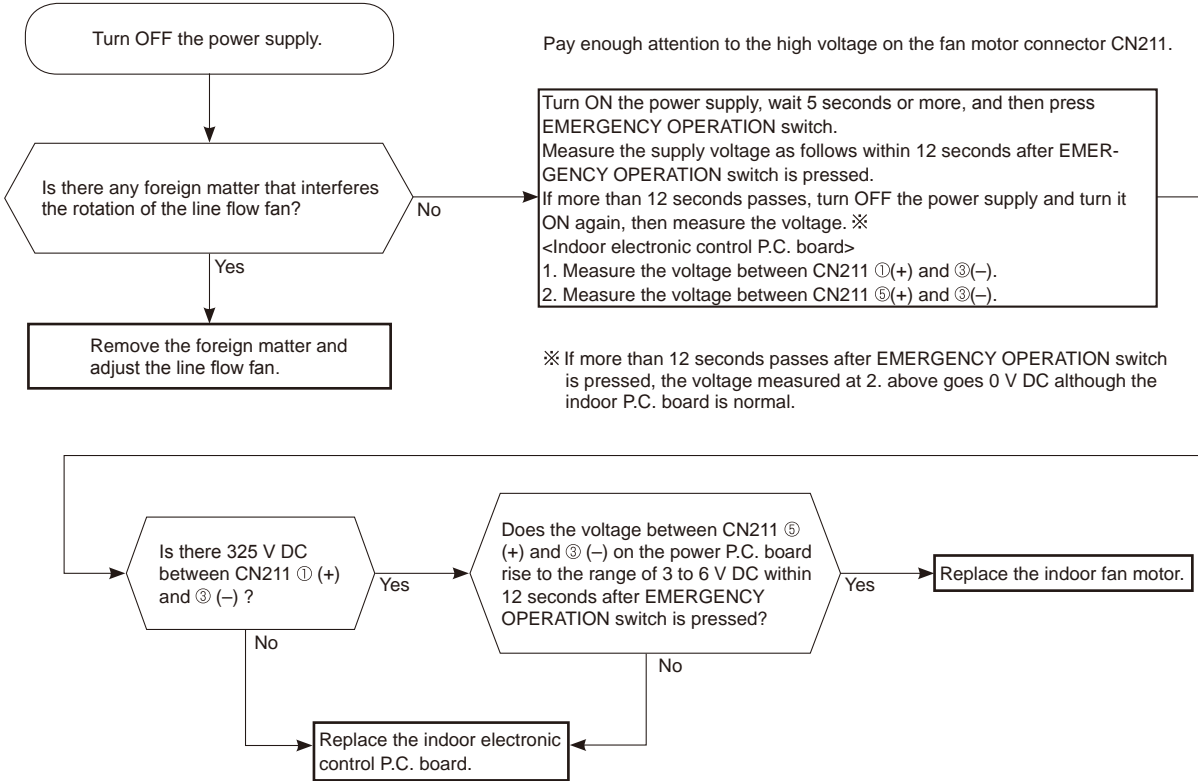 Turn OFF the power supply.
Pay enough attention to the high voltage on the fan motor connector CN211.
Is there any foreign matter that interferes
the rotation of the line flow fan?
No
Yes
Remove the foreign matter and
adjust the line flow fan.
Turn ON the power supply, wait 5 seconds or more, and then press
EMERGENCY OPERATION switch.
Measure the supply voltage as follows within 12 seconds after EMER-
GENCY OPERATION switch is pressed.
If more than 12 seconds passes, turn OFF the power supply and turn it
ON again, then measure the voltage. ※
<Indoor electronic control P.C. board>
1. Measure the voltage between CN211 ①(+) and ③(–).
2. Measure the voltage between CN211 ⑤(+) and ③(–).
※ If more than 12 seconds passes after EMERGENCY OPERATION switch
is pressed, the voltage measured at 2. above goes 0 V DC although the
indoor P.C. board is normal.
Is there 325 V DC
between CN211 ① (+)
and ③ (–) ?
Yes
No
Does the voltage between CN211 ⑤
(+) and ③ (–) on the power P.C. board
rise to the range of 3 to 6 V DC within
12 seconds after EMERGENCY
OPERATION switch is pressed?
Yes
No
Replace the indoor fan motor.
Replace the indoor electronic
control P.C. board.